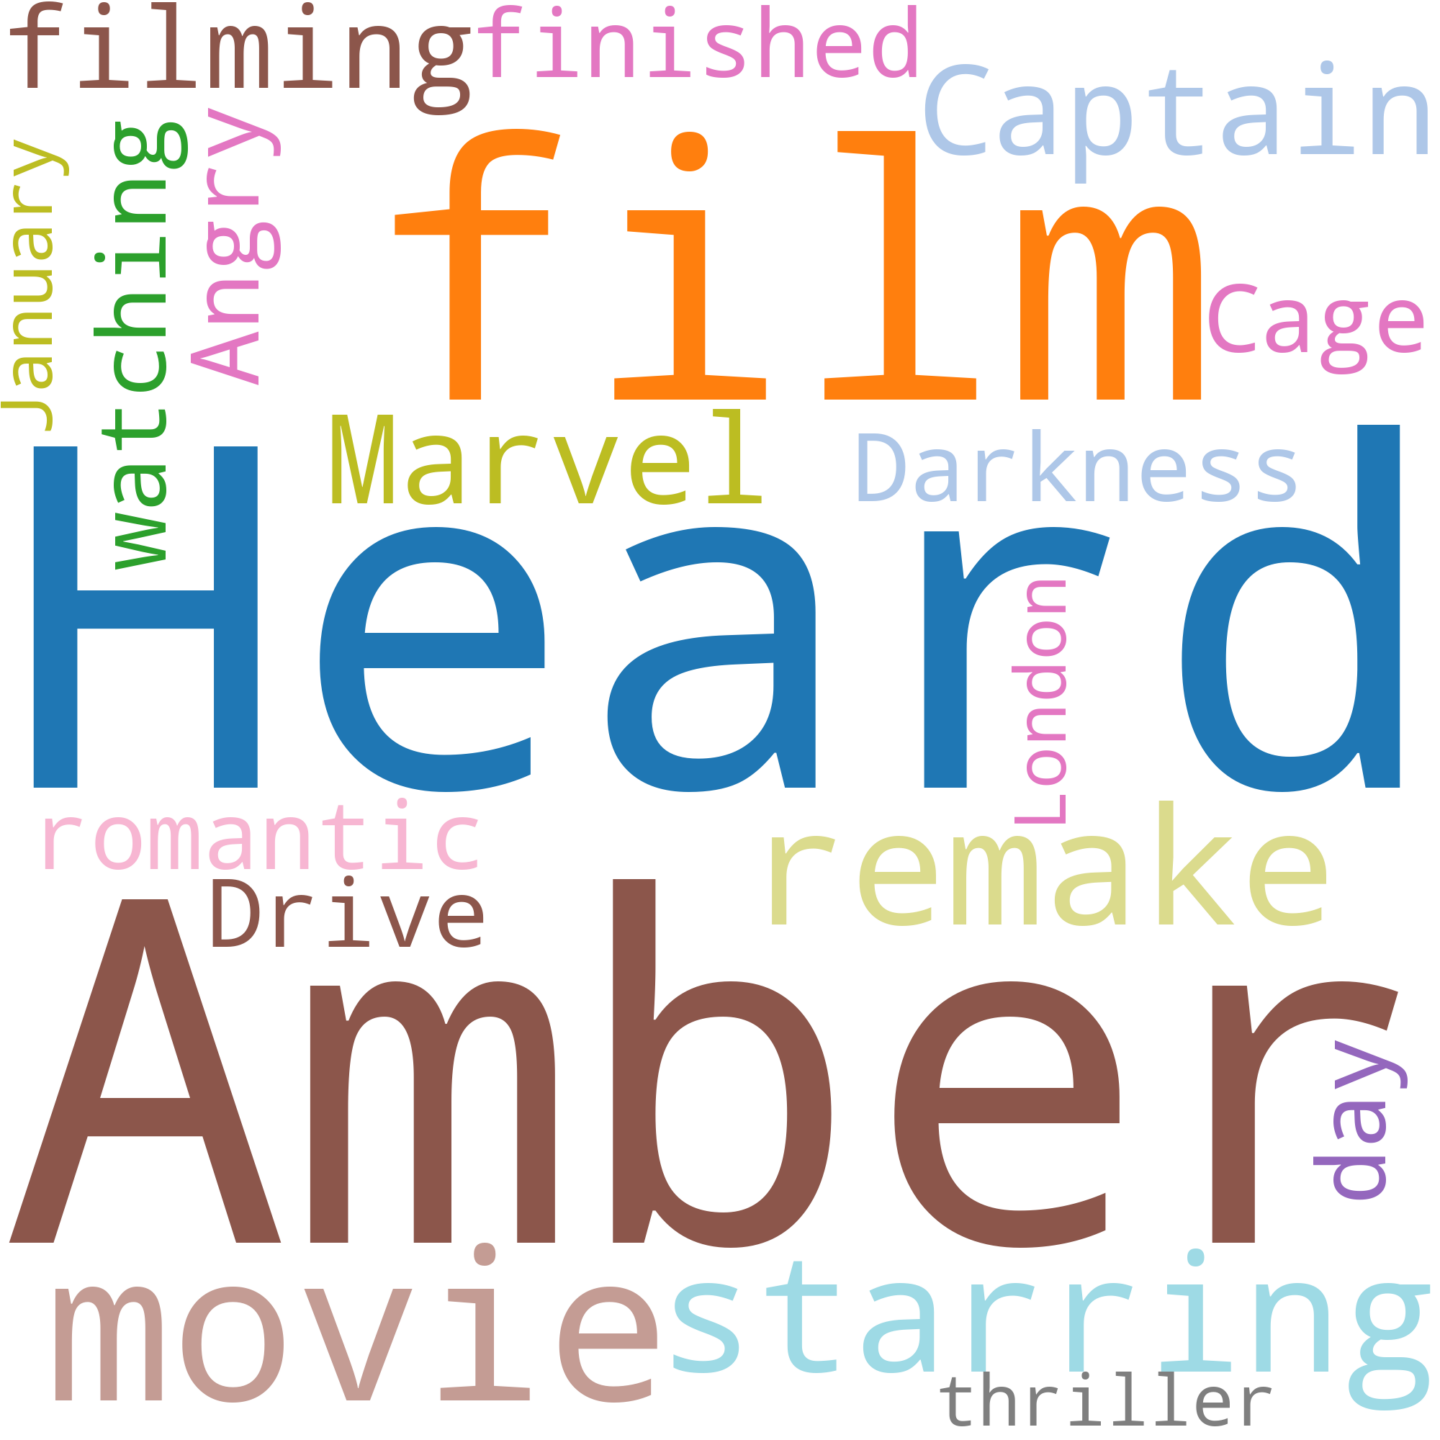 filming
finished
Captain
January
watching
Angry
film
Cage
Marvel
Darkness
Heard
London
romantic
remake
Drive
Amber
day
movie
starring
thriller